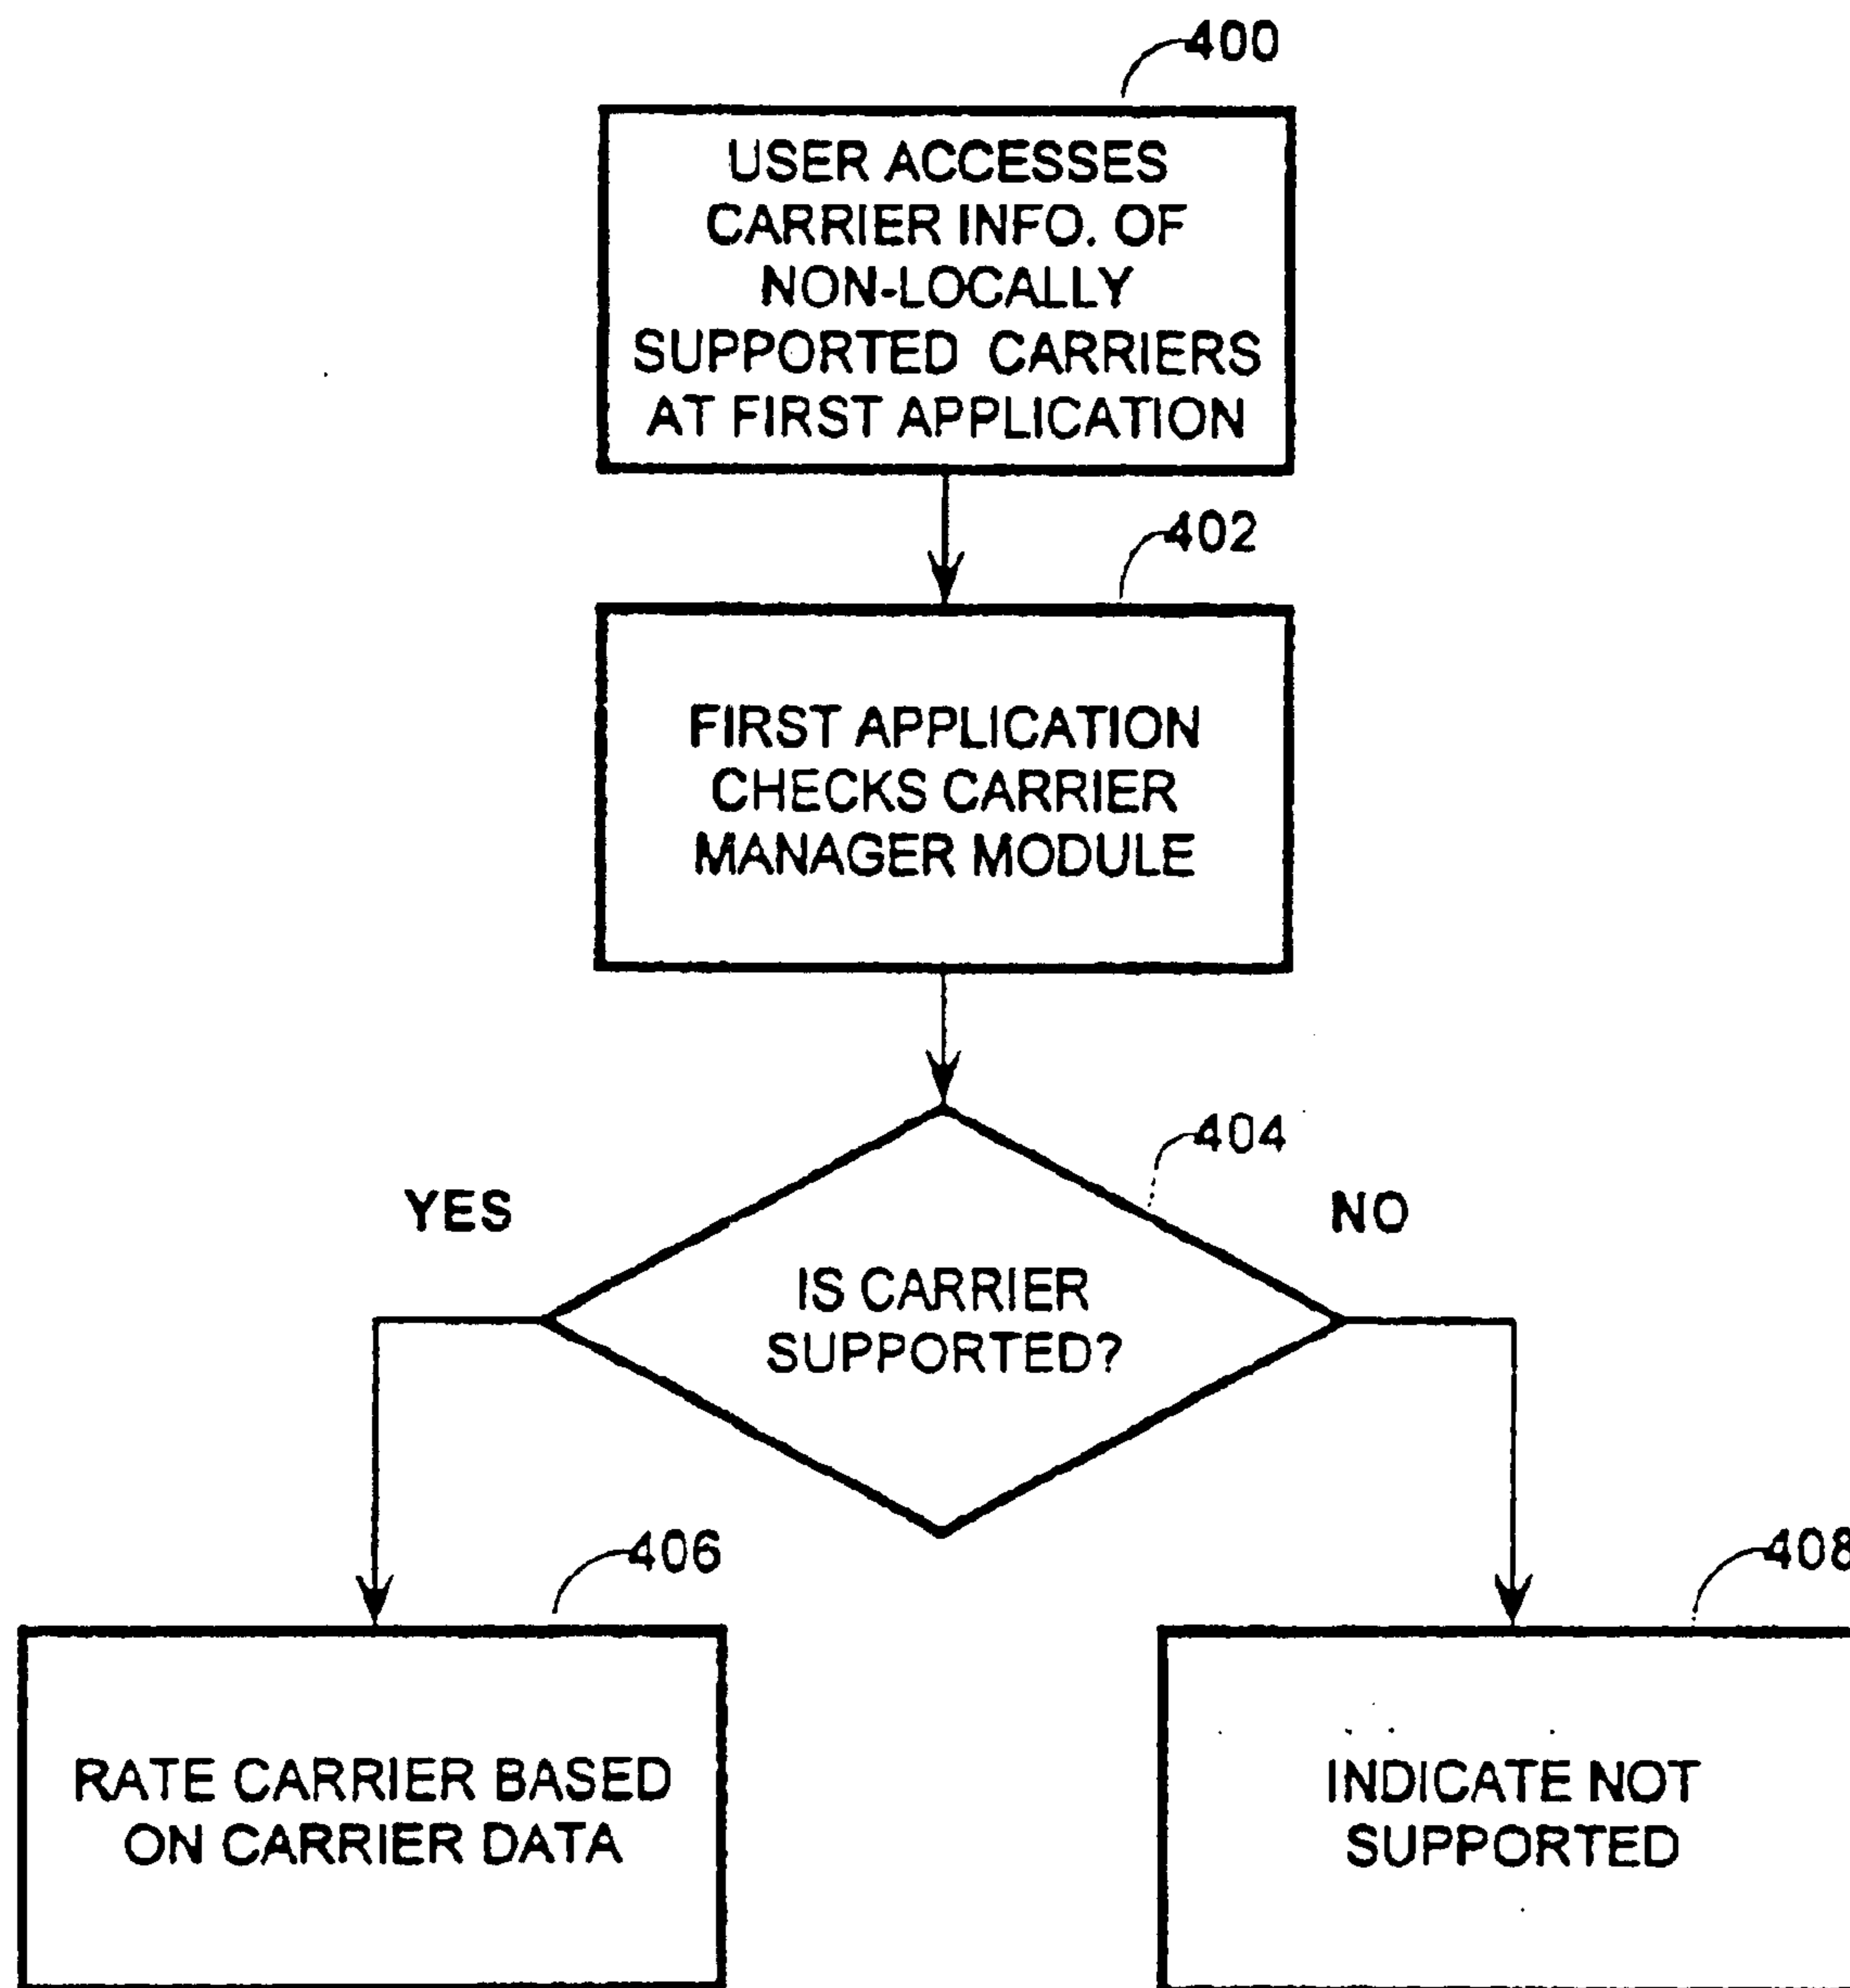 400
USER ACCESSES
CARRIER INFO. OF
NON-LOCALLY
SUPPORTED CARRIERS
AT FIRST APPLICATION
402
FIRST APPLICATION
CHECKS CARRIER
MANAGER MODULE
404
YES
NO
IS CARRIER
SUPPORTED?
406
408
RATE CARRIER BASED
ON CARRIER DATA
INDICATE NOT
SUPPORTED